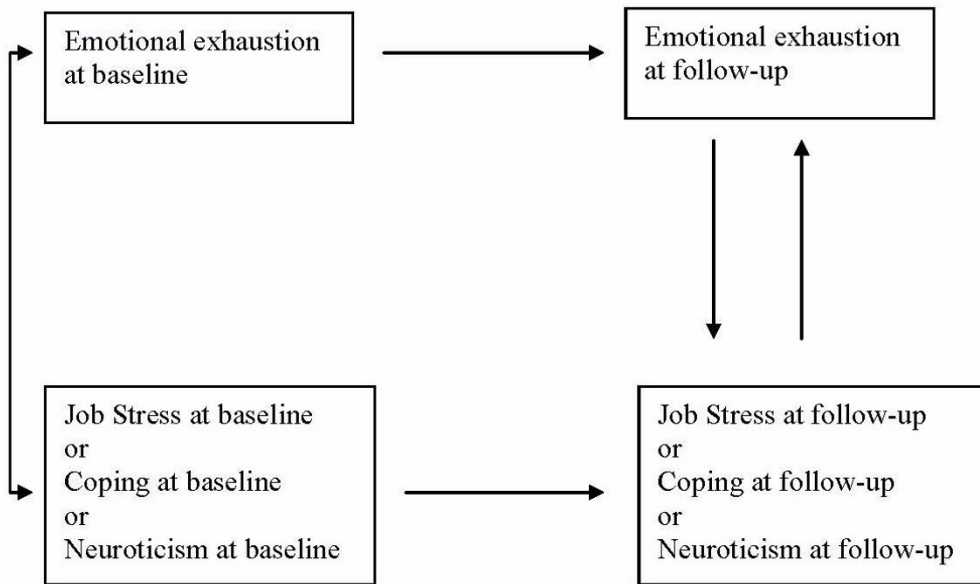 Emotional exhaustion
at baseline
Emotional exhaustion
at follow-up
Job Stress at baseline
or
Coping at baseline
or
Neuroticism at baseline
Job Stress at follow-up
or
Coping at follow-up
or
Neuroticism at follow-up